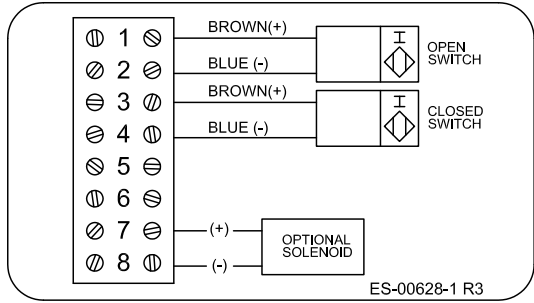 1 BROWN(+)
OPEN
SWITCH
2 BLUE (-)
3 BROWN(+)
CLOSED
SWITCH
4 BLUE (-)
5
6
7 (+)
OPTIONAL
SOLENOID
8 (-)
ES-00628-1 R3